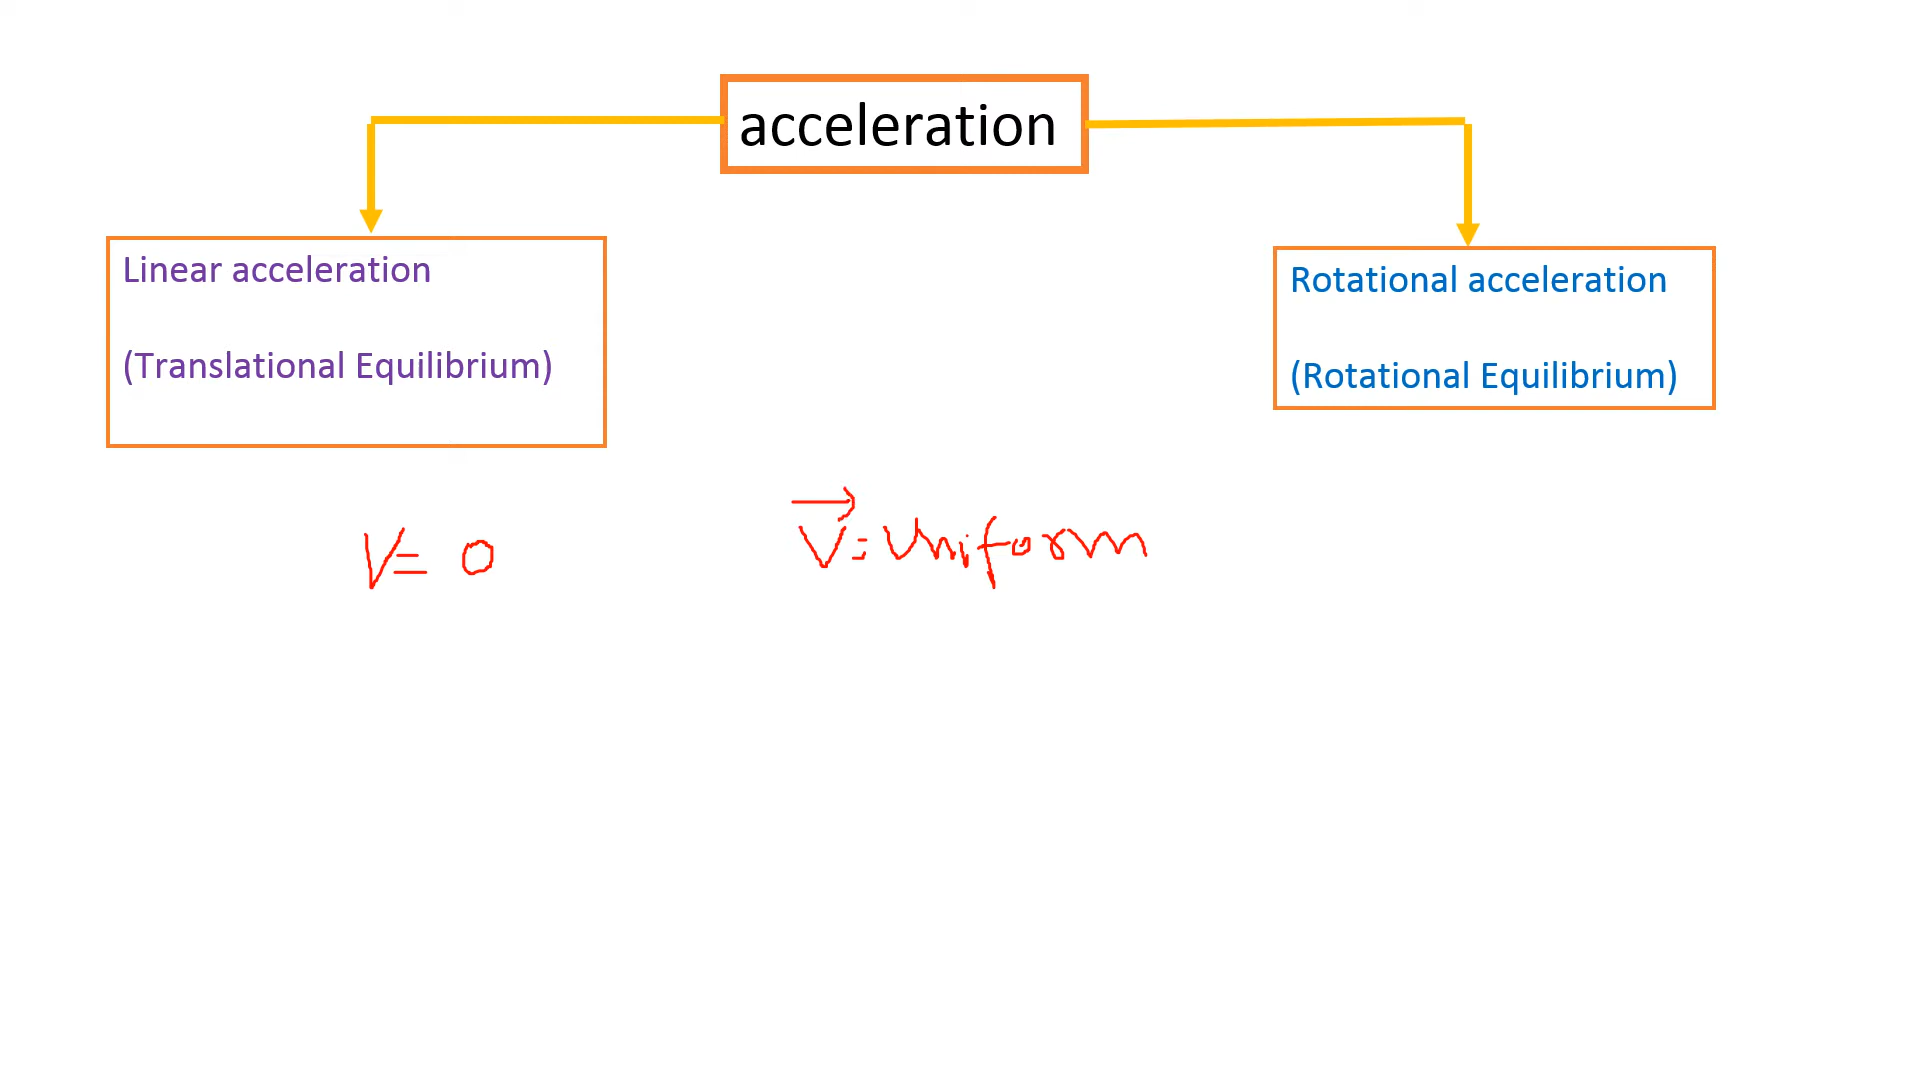 acceleration
Linear acceleration
(Translational Equilibrium)
Rotational acceleration
(Rotational Equilibrium)
V= 0
V⃗=Uniform